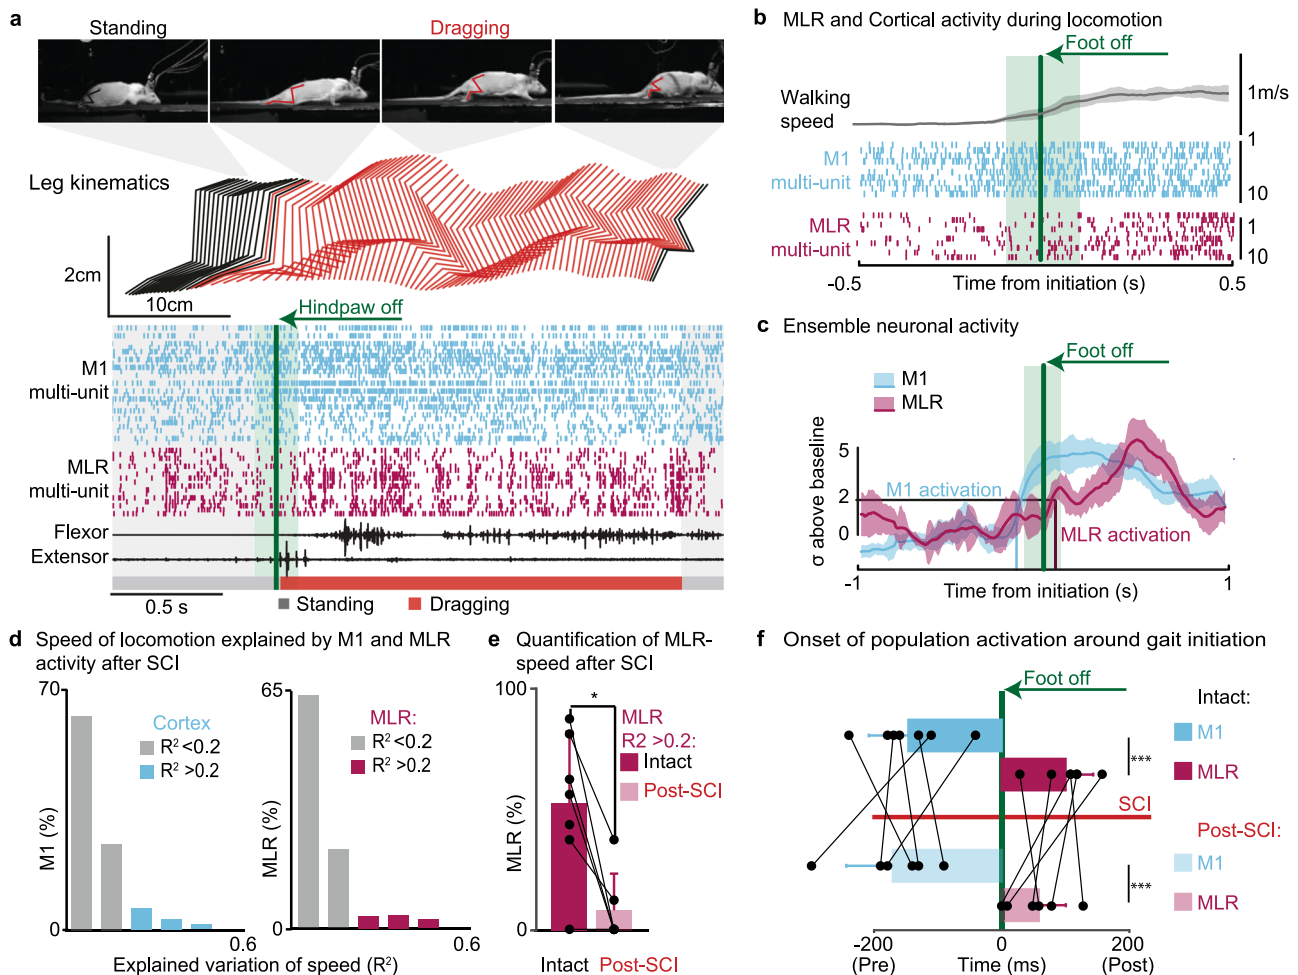 a
Standing
Dragging
Leg kinematics
2cm
10cm
Hindpaw off
M1
multi-unit
MLR
multi-unit
Flexor
Extensor
0.5 s
Standing
Dragging
b MLR and Cortical activity during locomotion
Foot off
Walking
speed
1m/s
M1
multi-unit
1
10
MLR
multi-unit
1
10
-0.5
Time from initiation (s)
0.5
c Ensemble neuronal activity
Foot off
M1
MLR
σ above baseline
5
2
0
M1 activation
MLR activation
-1
Time from initiation (s)
1
d Speed of locomotion explained by M1 and MLR
activity after SCI
70
M1 (%)
0
Cortex
R² <0.2
R² >0.2
0.6
65
MLR (%)
0
MLR:
R² <0.2
R² >0.2
0.6
Explained variation of speed (R²)
e Quantification of MLR-
speed after SCI
100
MLR (%)
0
*
MLR
R2 >0.2:
Intact
Post-SCI
Intact Post-SCI
f Onset of population activation around gait initiation
Foot off
Intact:
M1
***
MLR
SCI
Post-SCI:
M1
***
MLR
-200
0
200
(Pre)
Time (ms)
(Post)